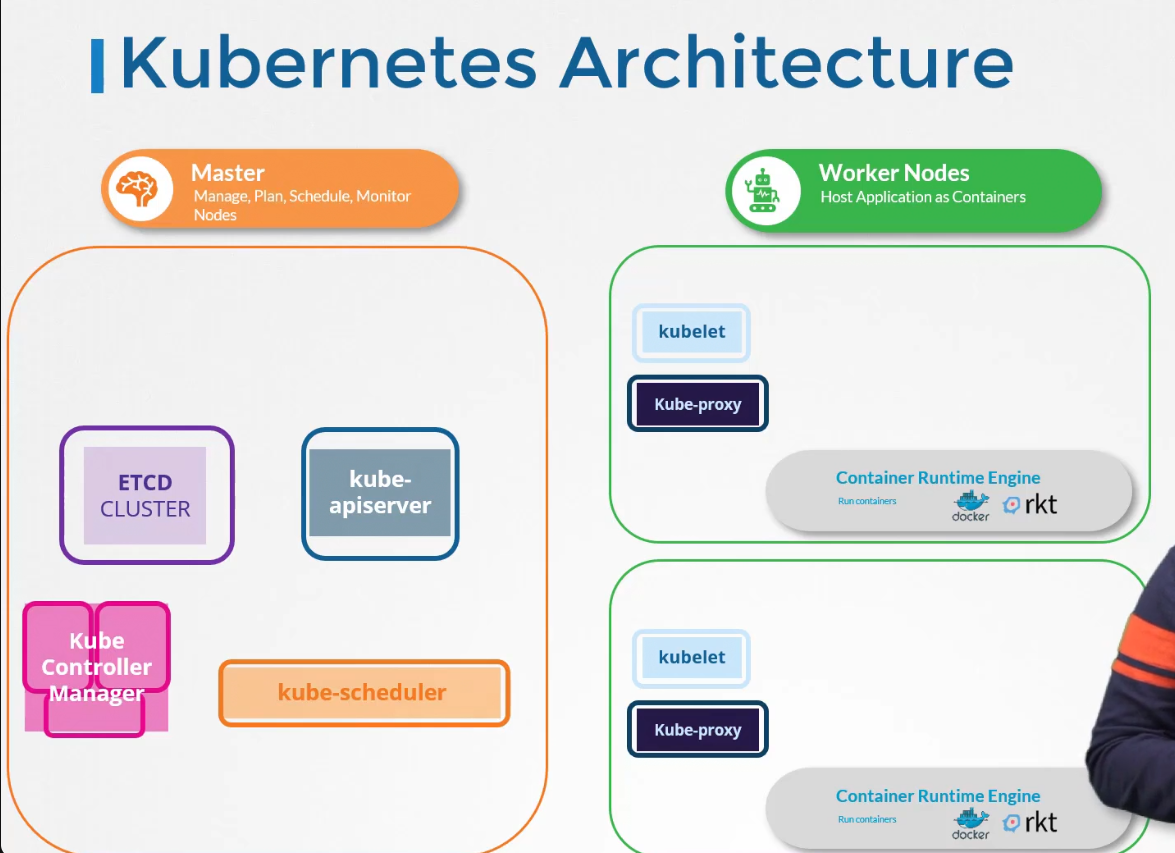 Kubernetes Architecture
Master
Manage, Plan, Schedule, Monitor
Nodes
ETCD
CLUSTER
kube-
apiserver
Kube
Controller
Manager
kube-scheduler
Worker Nodes
Host Application as Containers
kubelet
Kube-proxy
Container Runtime Engine
Run containers
docker
rkt
kubelet
Kube-proxy
Container Runtime Engine
Run containers
docker
rkt